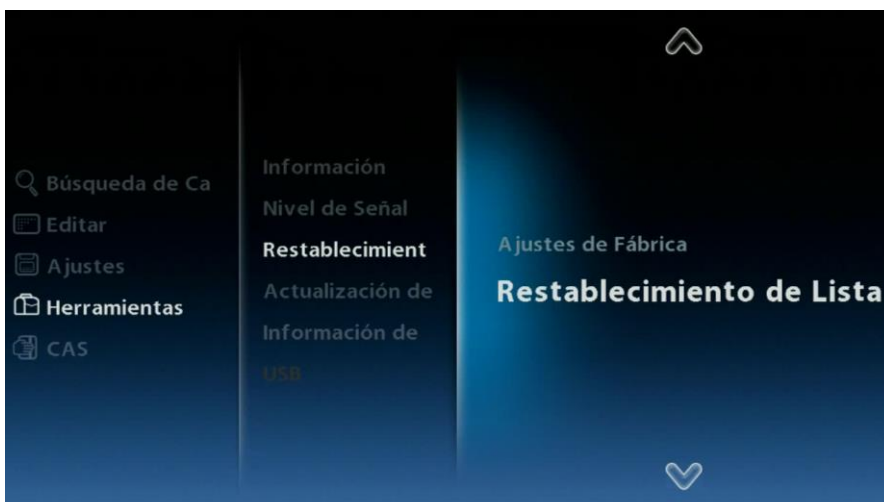 Búsqueda de Ca
Editar
Ajustes
Herramientas
CAS
Información
Nivel de Señal
Restablecimient
Actualización de
Información de
USB
Ajustes de Fábrica
Restablecimiento de Lista